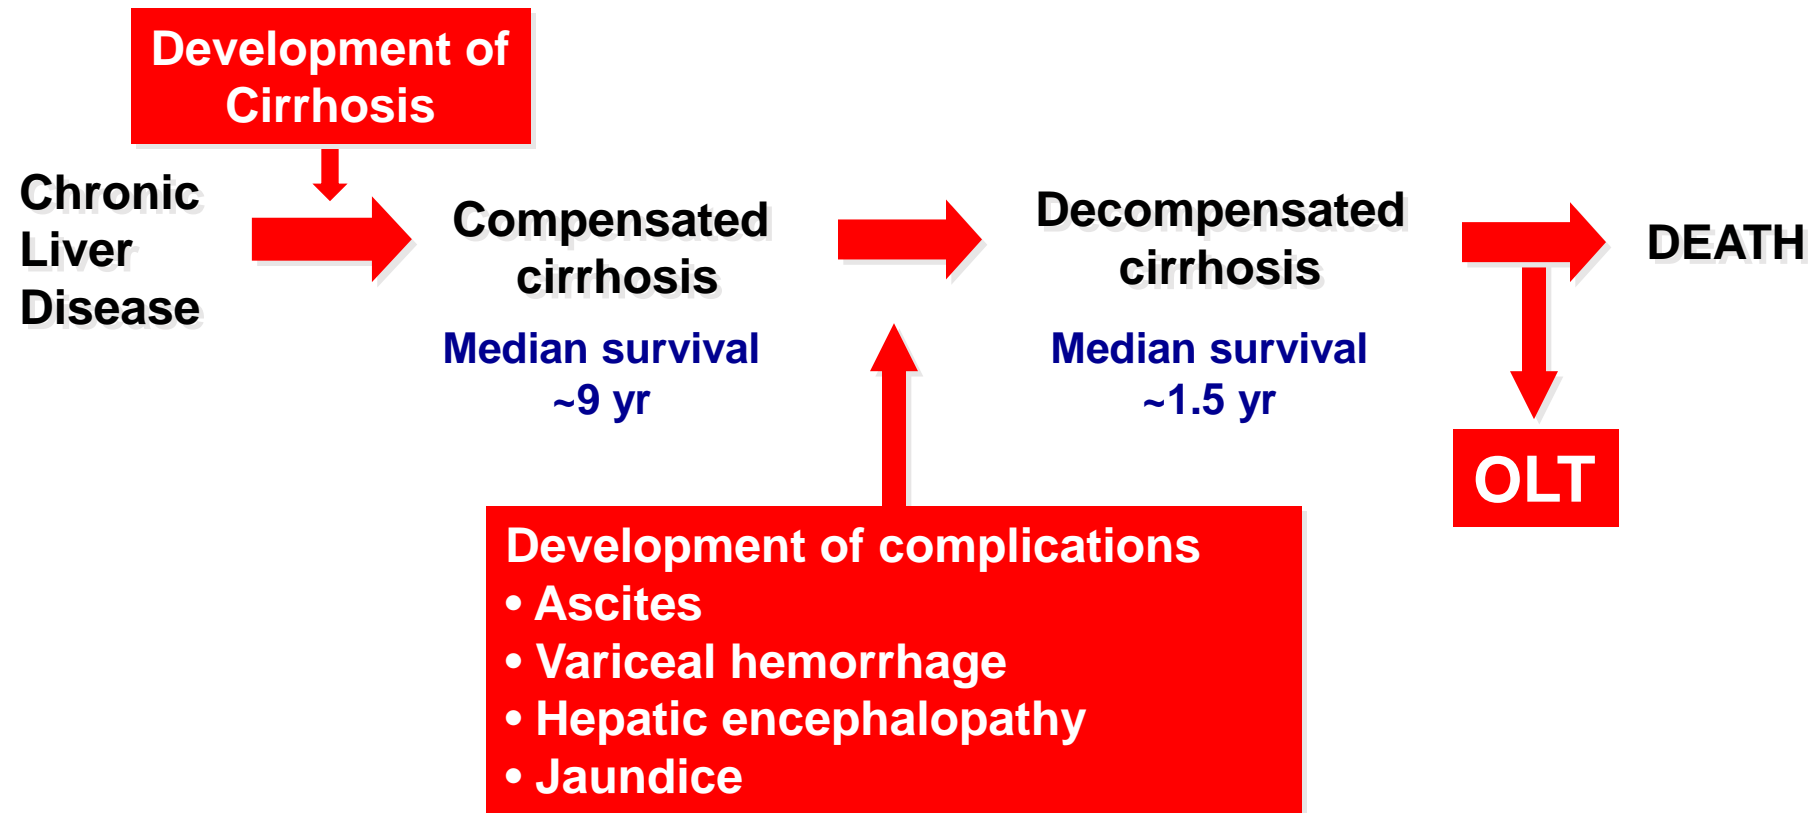 Development of
Cirrhosis
Chronic
Liver
Disease
Compensated
cirrhosis
Median survival
~9 yr
Decompensated
cirrhosis
Median survival
~1.5 yr
DEATH
OLT
Development of complications
• Ascites
• Variceal hemorrhage
• Hepatic encephalopathy
• Jaundice